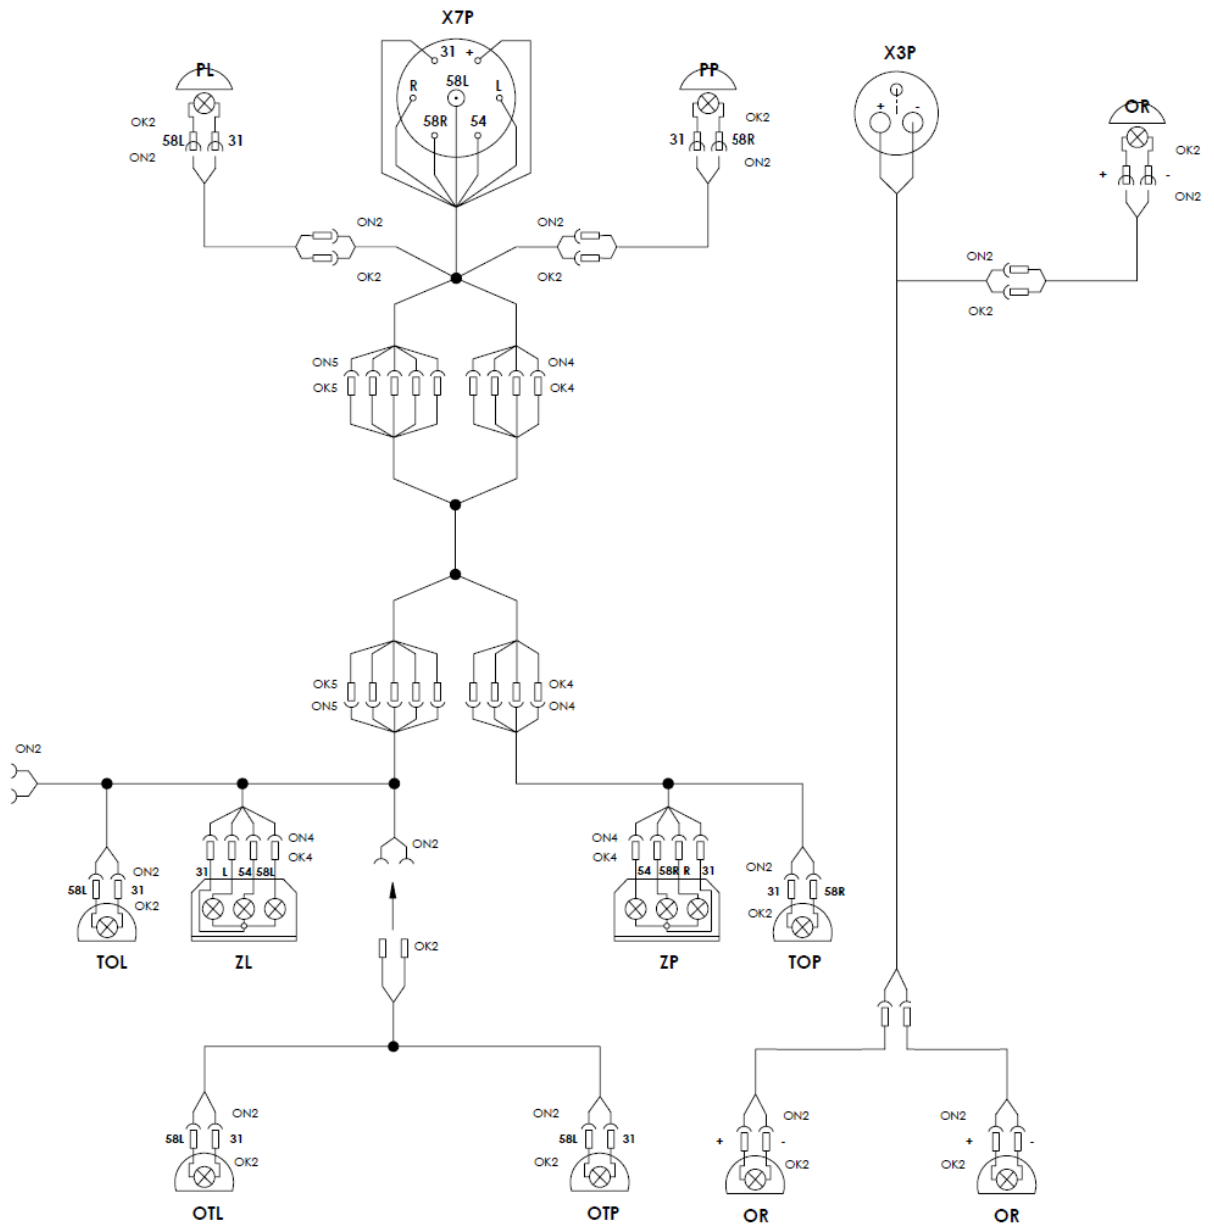 X7P
X3P
PL
PP
OR
31 +
R 58L L
58R 54
+ -
OK2
58L 31
ON2
OK2
31 58R
ON2
OK2
+ -
ON2
ON2
OK2
ON2
OK2
ON2
OK2
ON5
OK5
ON4
OK4
OK5
ON5
OK4
ON4
ON2
ON2
58L 31
OK2
TOL
ON4
OK4
31 L 54 58L
ZL
ON2
OK2
ON4
OK4
54 58R R 31
ZP
ON2
31 58R
OK2
TOP
ON2
58L 31
OK2
OTL
ON2
58L 31
OK2
OTP
ON2
+ -
OK2
OR
ON2
+ -
OK2
OR